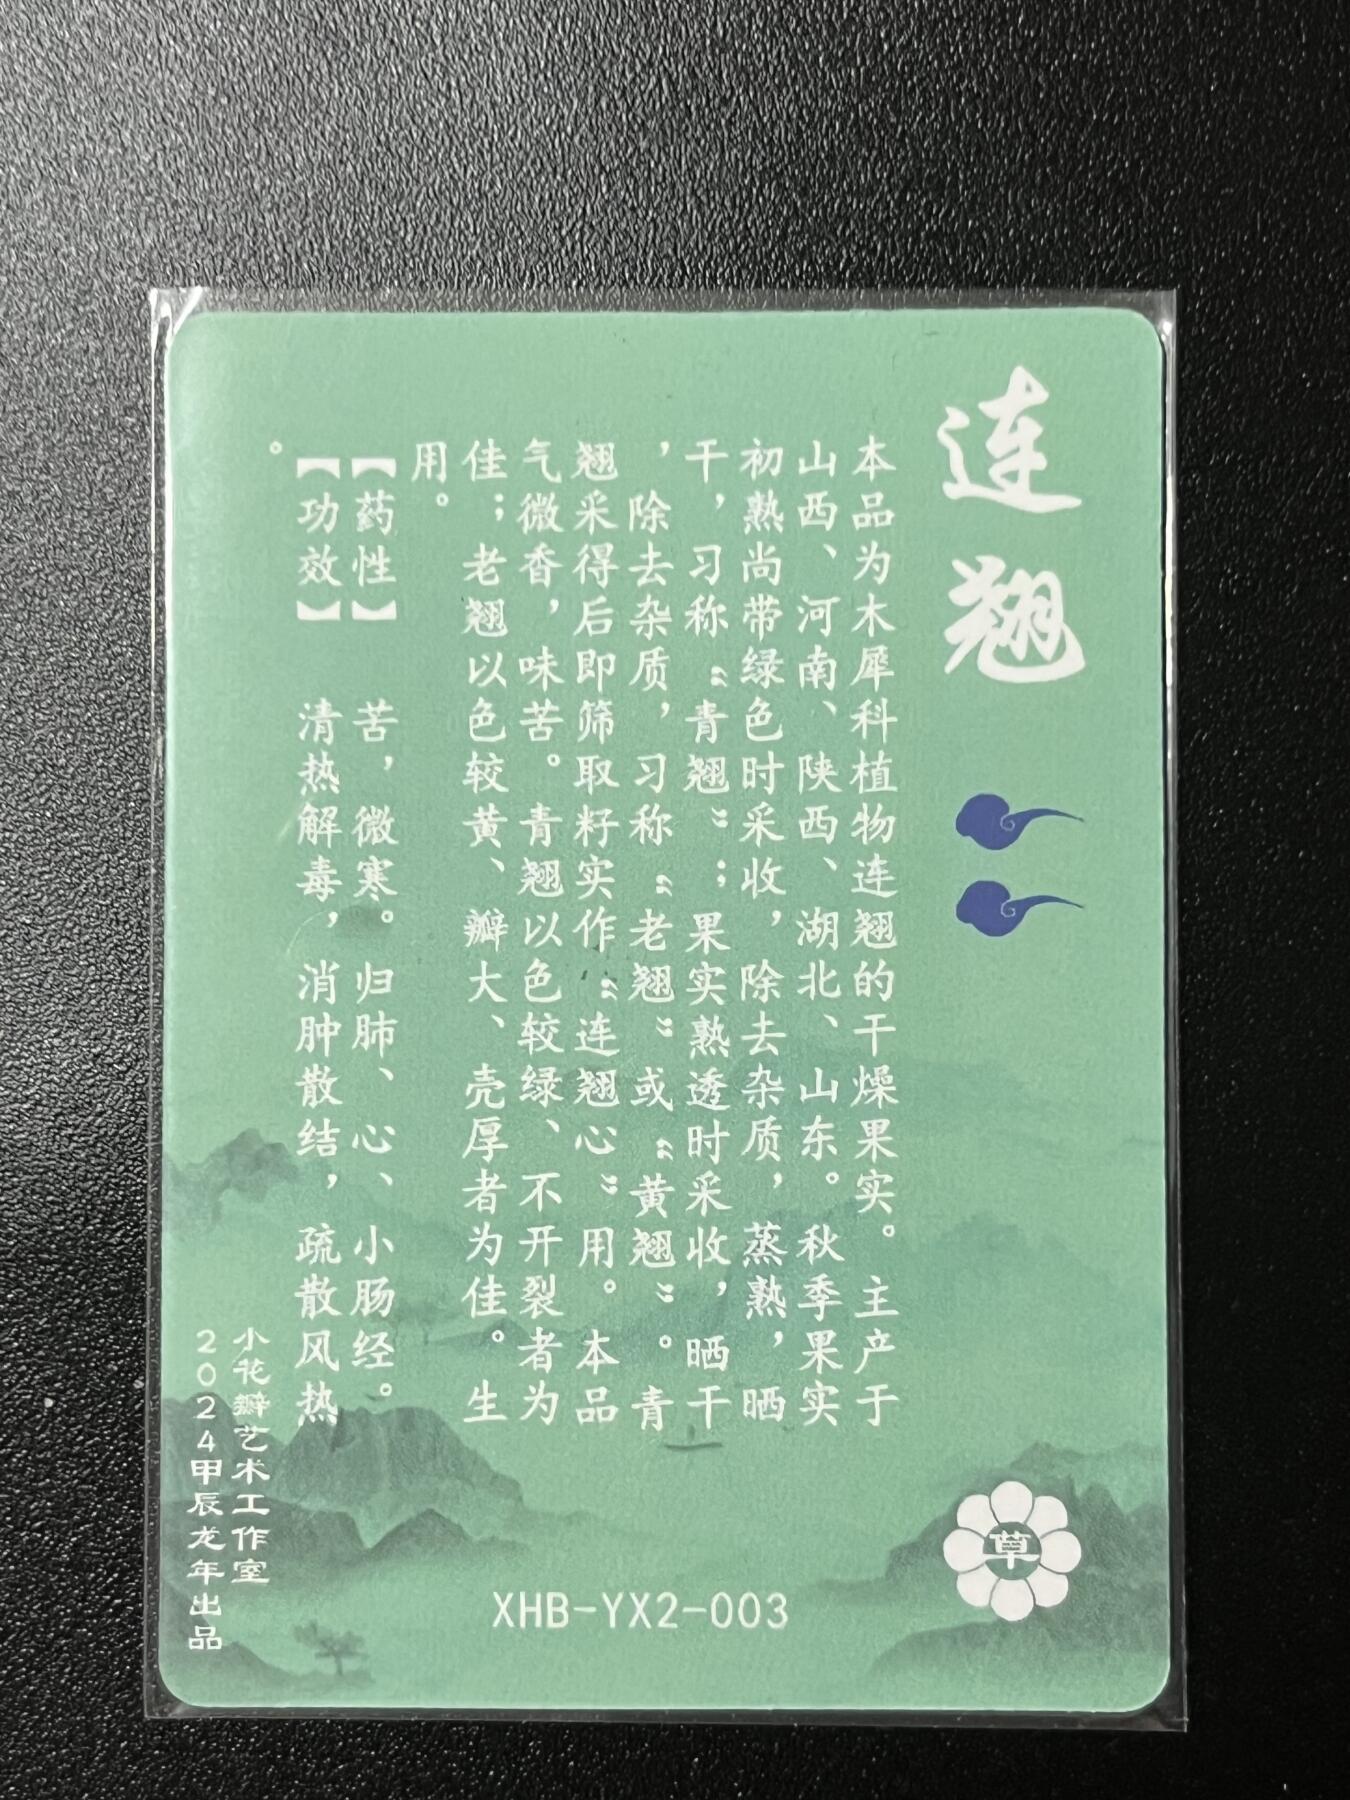 连翘
本品为木犀科植物连翘的干燥果实。主产于
山西、河南、陕西、湖北、山东。秋季果实
初熟尚带绿色时采收，除去杂质，蒸熟，晒
干，习称“青翘”；果实熟透时采收，晒干
，除去杂质，习称“老翘”或“黄翘”。青
翘采得后即筛取籽实作“连翘心”用。本品
气微香，味苦。青翘以色较绿、不开裂者为
佳；老翘以色较黄、瓣大、壳厚者为佳。生
用。
【药性】　苦，微寒。归肺、心、小肠经。
【功效】　清热解毒，消肿散结，疏散风热
。
小花瓣艺术工作室
2024甲辰龙年出品
XHB-YX2-003
草